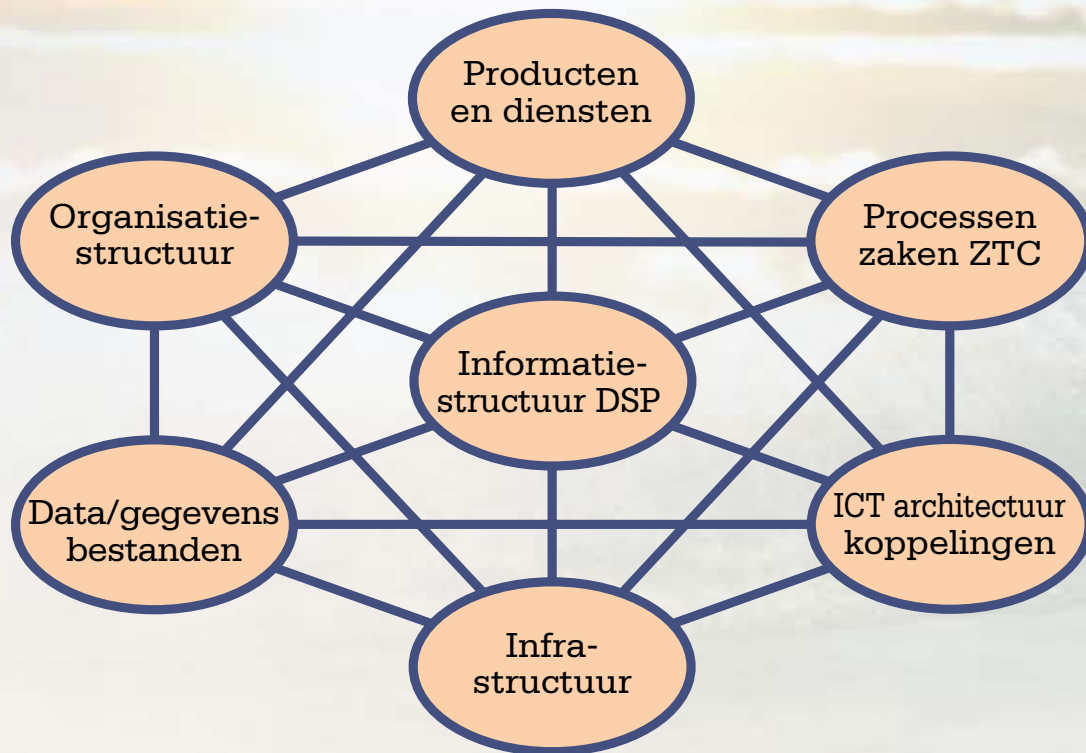 Producten
en diensten
Organisatie-
structuur
Processen
zaken ZTC
Informatie-
structuur DSP
Data/gegevens
bestanden
ICT architectuur
koppelingen
Infra-
structuur